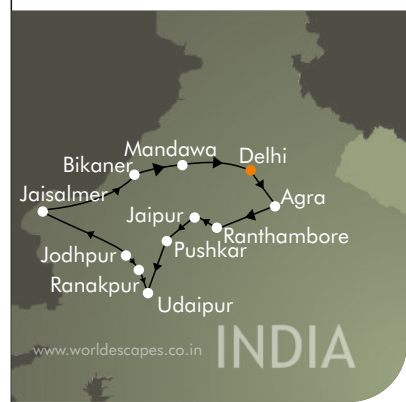 Mandawa
Delhi
Bikaner
Jaisalmer
Agra
Jaipur
Ranthambore
Pushkar
Jodhpur
Ranakpur
Udaipur
www.worldescapes.co.in
INDIA